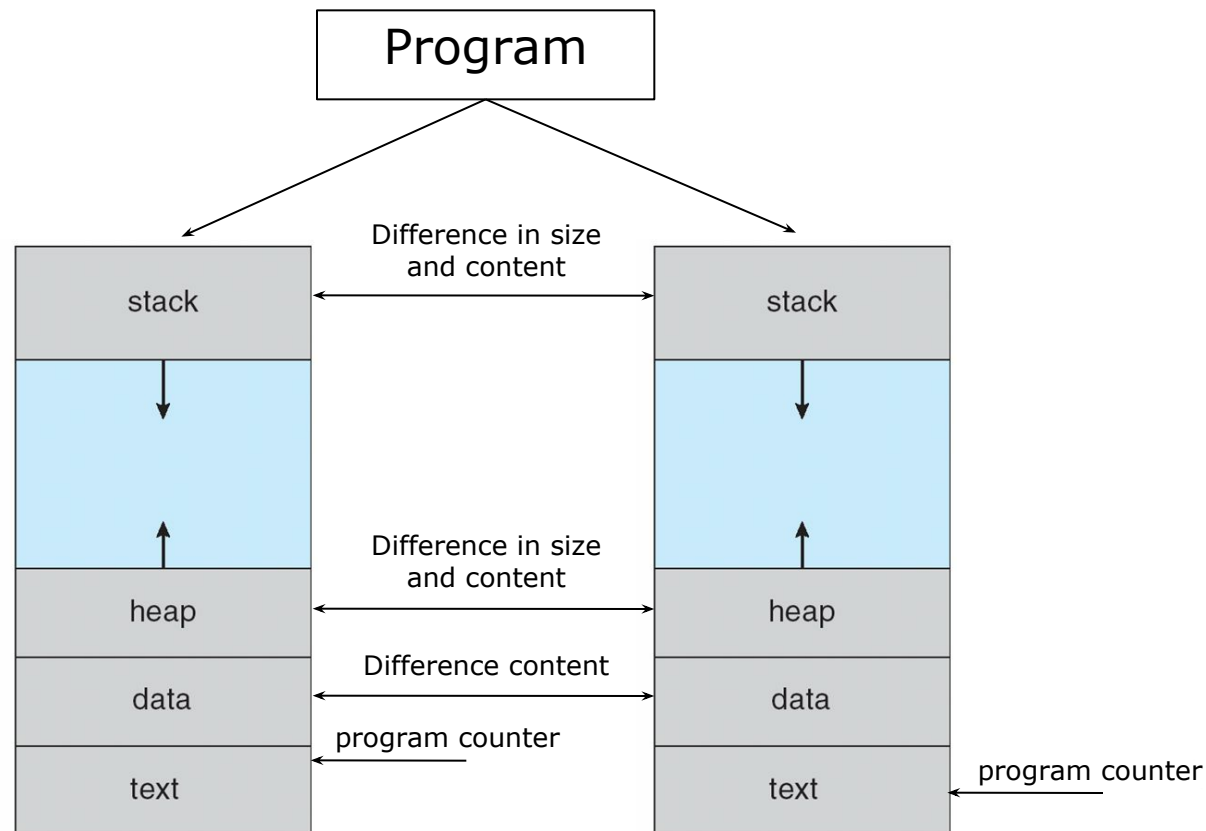 Program
Difference in size
and content
stack
stack
Difference in size
and content
heap
heap
Difference content
data
data
program counter
program counter
text
text